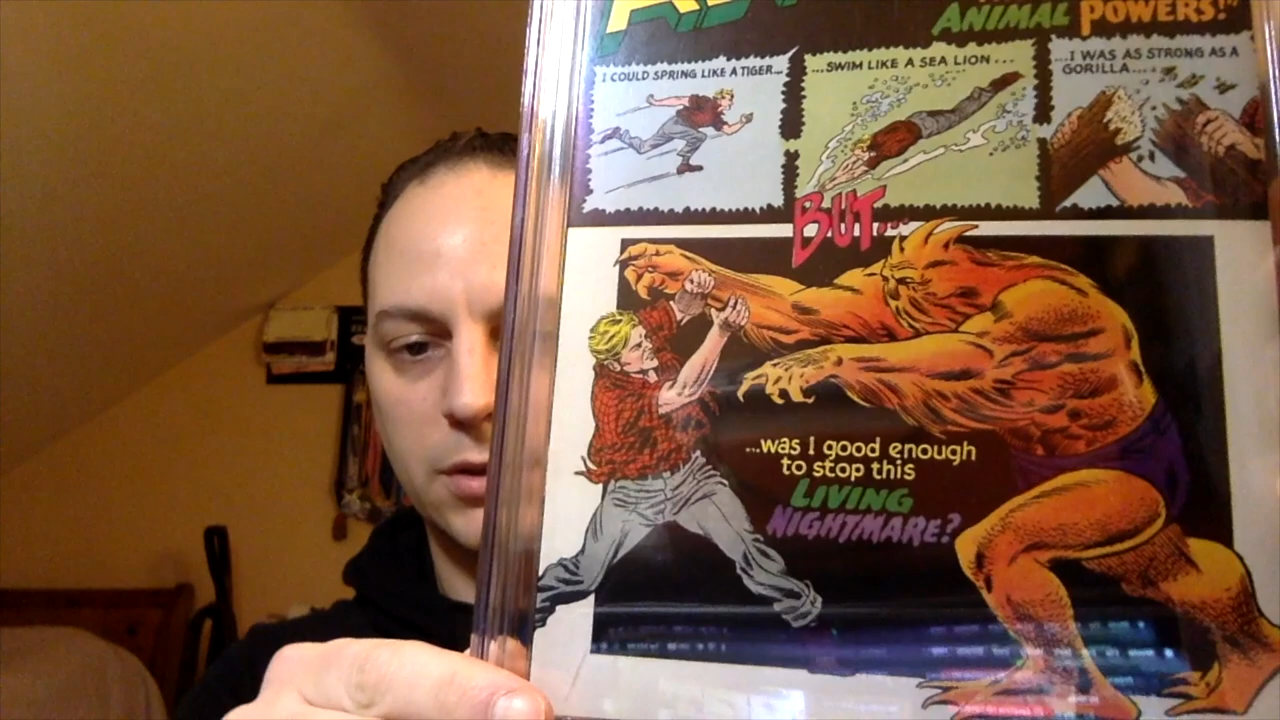 ANIMAL POWERS!"
I COULD SPRING LIKE A TIGER...
...SWIM LIKE A SEA LION...
...I WAS AS STRONG AS A
GORILLA...
BUT...
...was I good enough
to stop this
LIVING
NIGHTMARE?